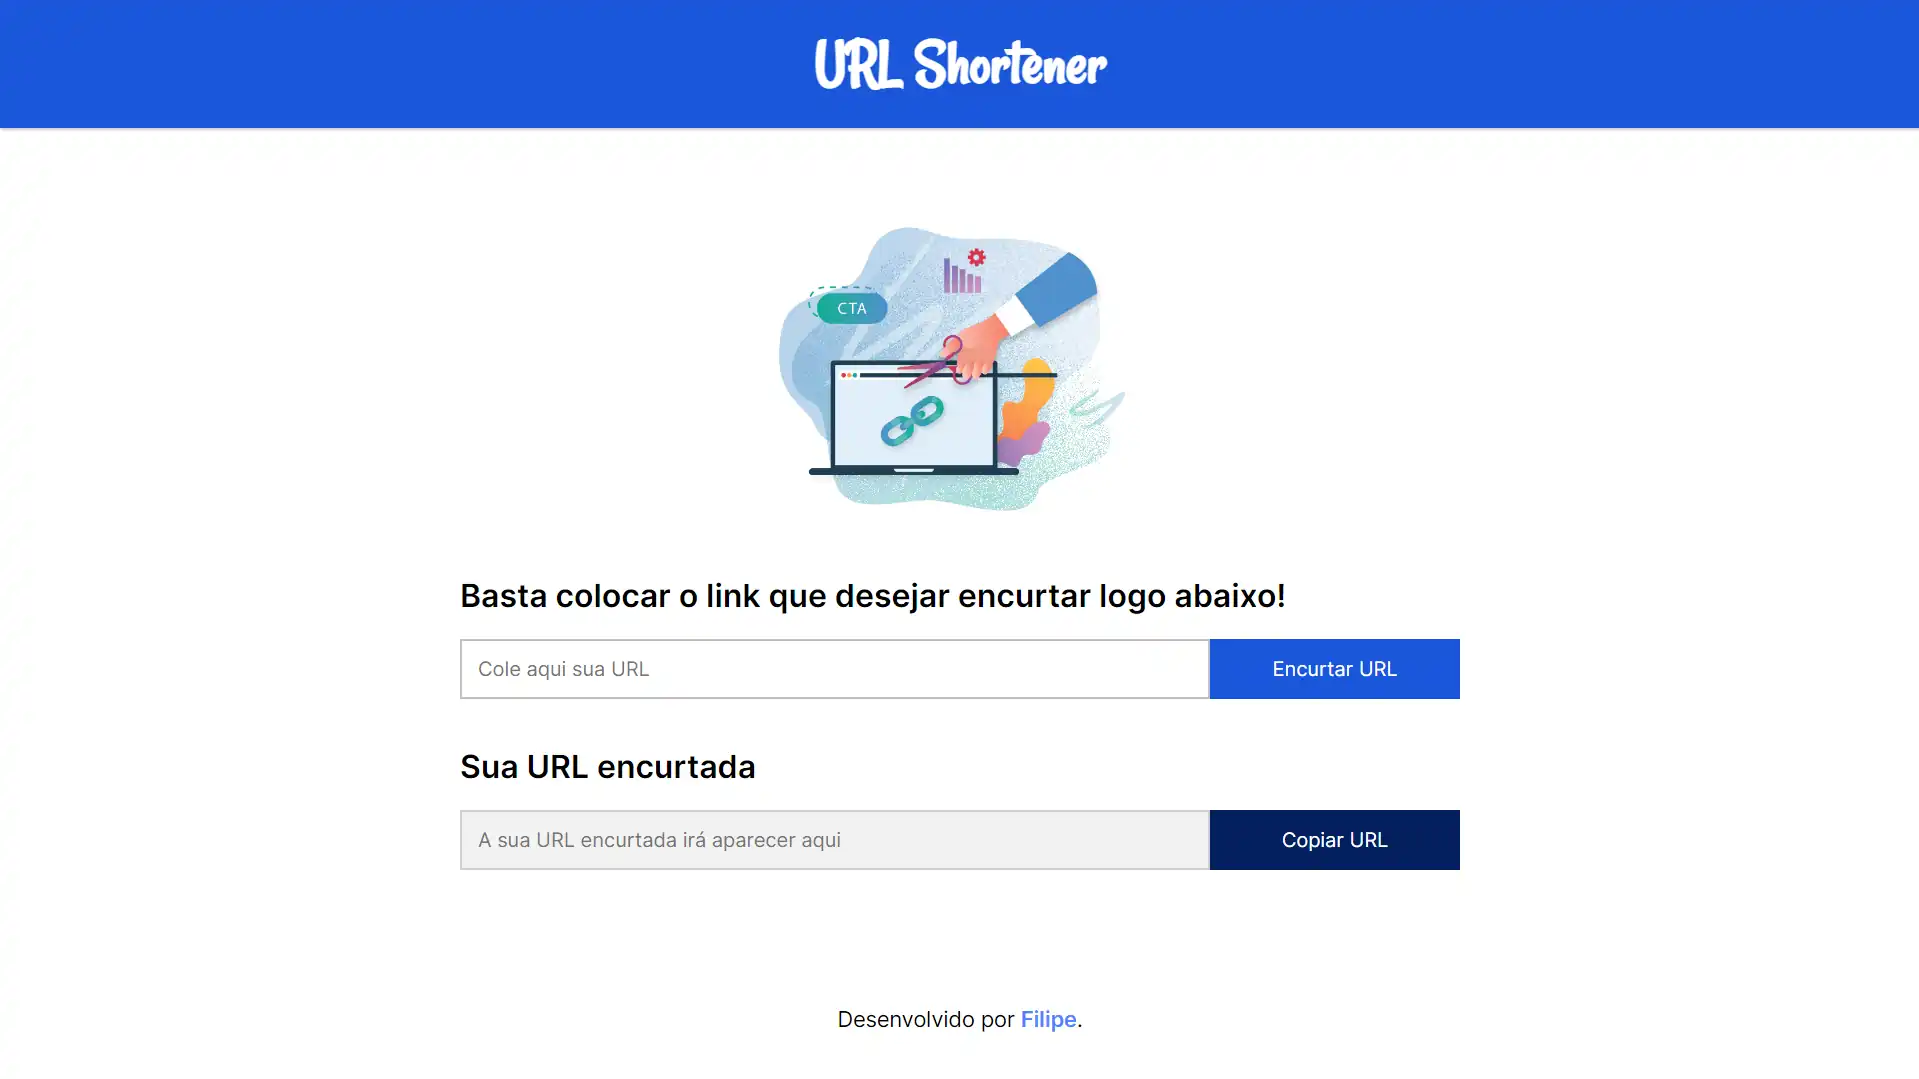 URL Shortener
CTA
Basta colocar o link que desejar encurtar logo abaixo!
Cole aqui sua URL
Encurtar URL
Sua URL encurtada
A sua URL encurtada irá aparecer aqui
Copiar URL
Desenvolvido por Filipe.